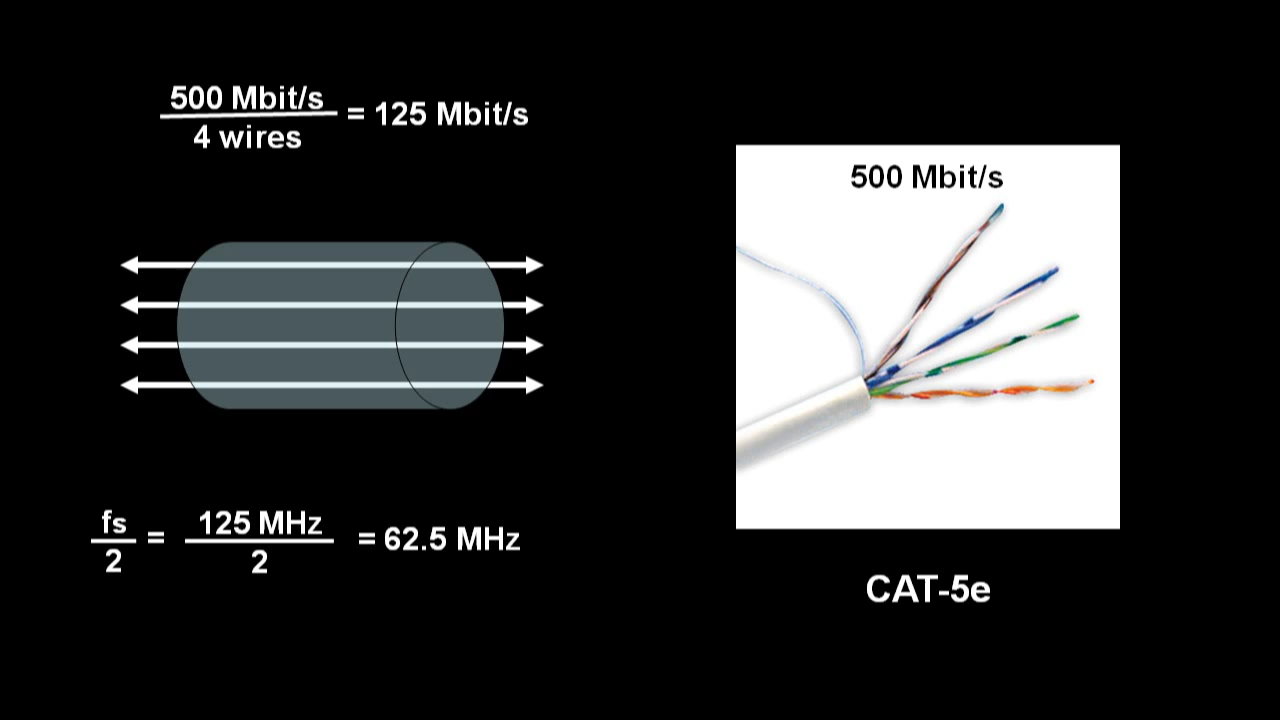 500 Mbit/s
4 wires
= 125 Mbit/s
500 Mbit/s
fs
2
=
125 MHz
2
= 62.5 MHz
CAT-5e